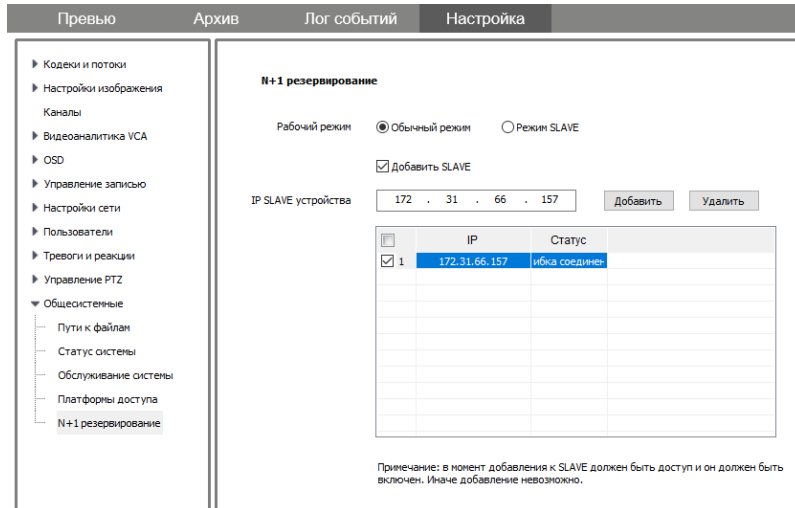 Превью Архив Лог событий Настройка
Кодеки и потоки
Настройки изображения
Каналы
Видеоаналитика VCA
OSD
Управление записью
Настройки сети
Пользователи
Тревоги и реакции
Управление PTZ
Общесистемные
Пути к файлам
Статус системы
Обслуживание системы
Платформы доступа
N+1 резервирование
N+1 резервирование
Рабочий режим Обычный режим Режим SLAVE
Добавить SLAVE
IP SLAVE устройства 172 . 31 . 66 . 157 Добавить Удалить
IP Статус
1 172.31.66.157 ибка соединен
Примечание: в момент добавления к SLAVE должен быть доступ и он должен быть
включен. Иначе добавление невозможно.